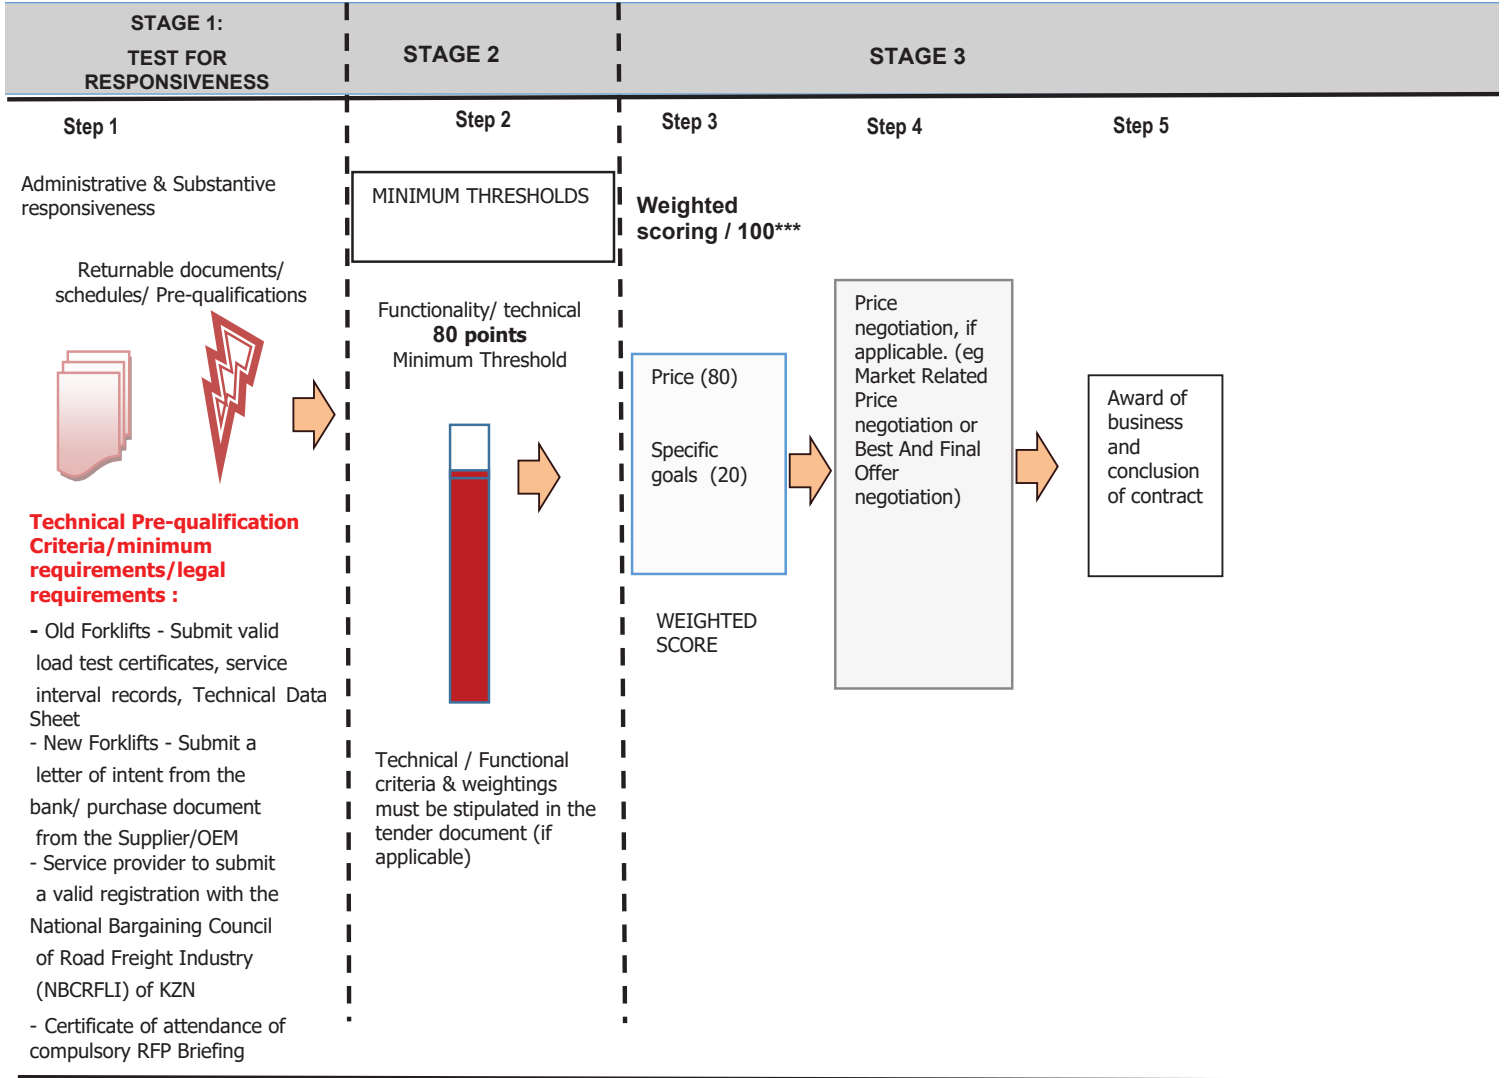 STAGE 1:
TEST FOR
RESPONSIVENESS
STAGE 2
STAGE 3
Step 1
Step 2
Step 3
Step 4
Step 5
Administrative & Substantive
responsiveness
Returnable documents/
schedules/ Pre-qualifications
Technical Pre-qualification
Criteria/minimum
requirements/legal
requirements :
- Old Forklifts - Submit valid
load test certificates, service
interval records, Technical Data
Sheet
- New Forklifts - Submit a
letter of intent from the
bank/ purchase document
from the Supplier/OEM
- Service provider to submit
a valid registration with the
National Bargaining Council
of Road Freight Industry
(NBCRFLI) of KZN
- Certificate of attendance of
compulsory RFP Briefing
MINIMUM THRESHOLDS
Functionality/ technical
80 points
Minimum Threshold
Technical / Functional
criteria & weightings
must be stipulated in the
tender document (if
applicable)
Weighted
scoring / 100***
Price (80)
Specific
goals (20)
WEIGHTED
SCORE
Price
negotiation, if
applicable. (eg
Market Related
Price
negotiation or
Best And Final
Offer
negotiation)
Award of
business
and
conclusion
of contract